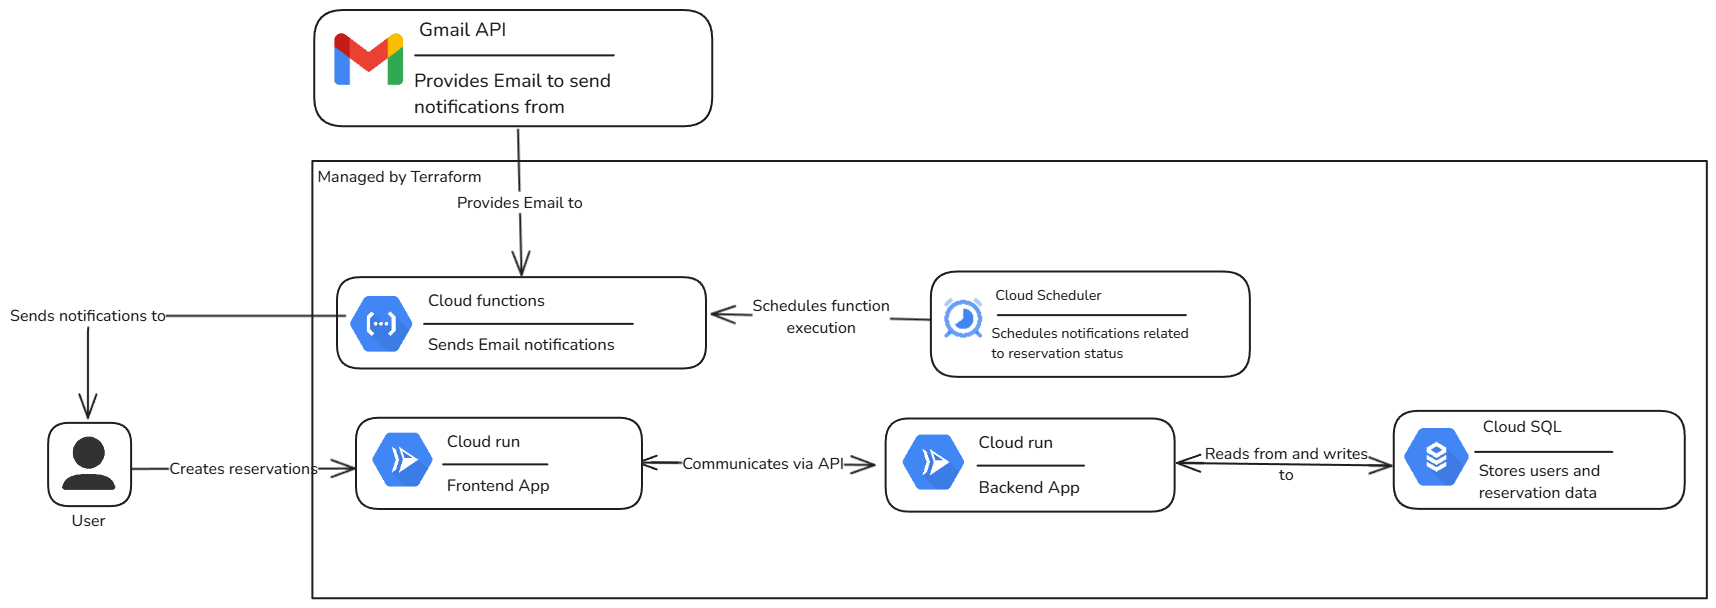 Gmail API
Provides Email to send
notifications from
Managed by Terraform
Provides Email to
Sends notifications to
Cloud functions
Sends Email notifications
Schedules function
execution
Cloud Scheduler
Schedules notifications related
to reservation status
User
Creates reservations
Cloud run
Frontend App
Communicates via API
Cloud run
Backend App
Reads from and writes
to
Cloud SQL
Stores users and
reservation data